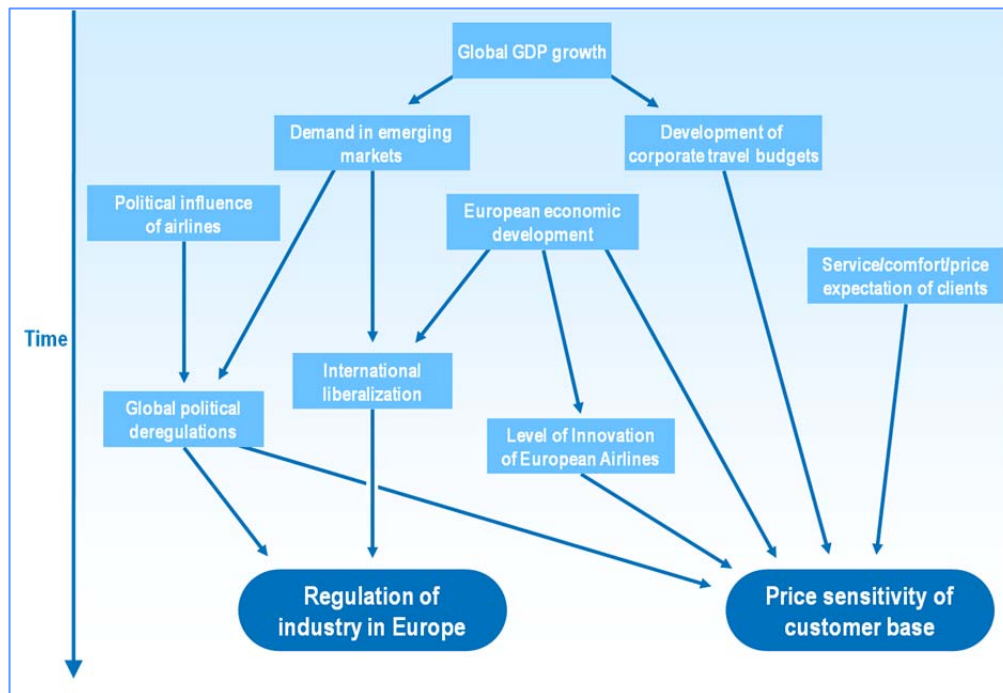 Global GDP growth
Demand in emerging
markets
Development of
corporate travel budgets
Political influence
of airlines
European economic
development
Service/comfort/price
expectation of clients
Time
International
liberalization
Global political
deregulations
Level of Innovation
of European Airlines
Regulation of
industry in Europe
Price sensitivity of
customer base